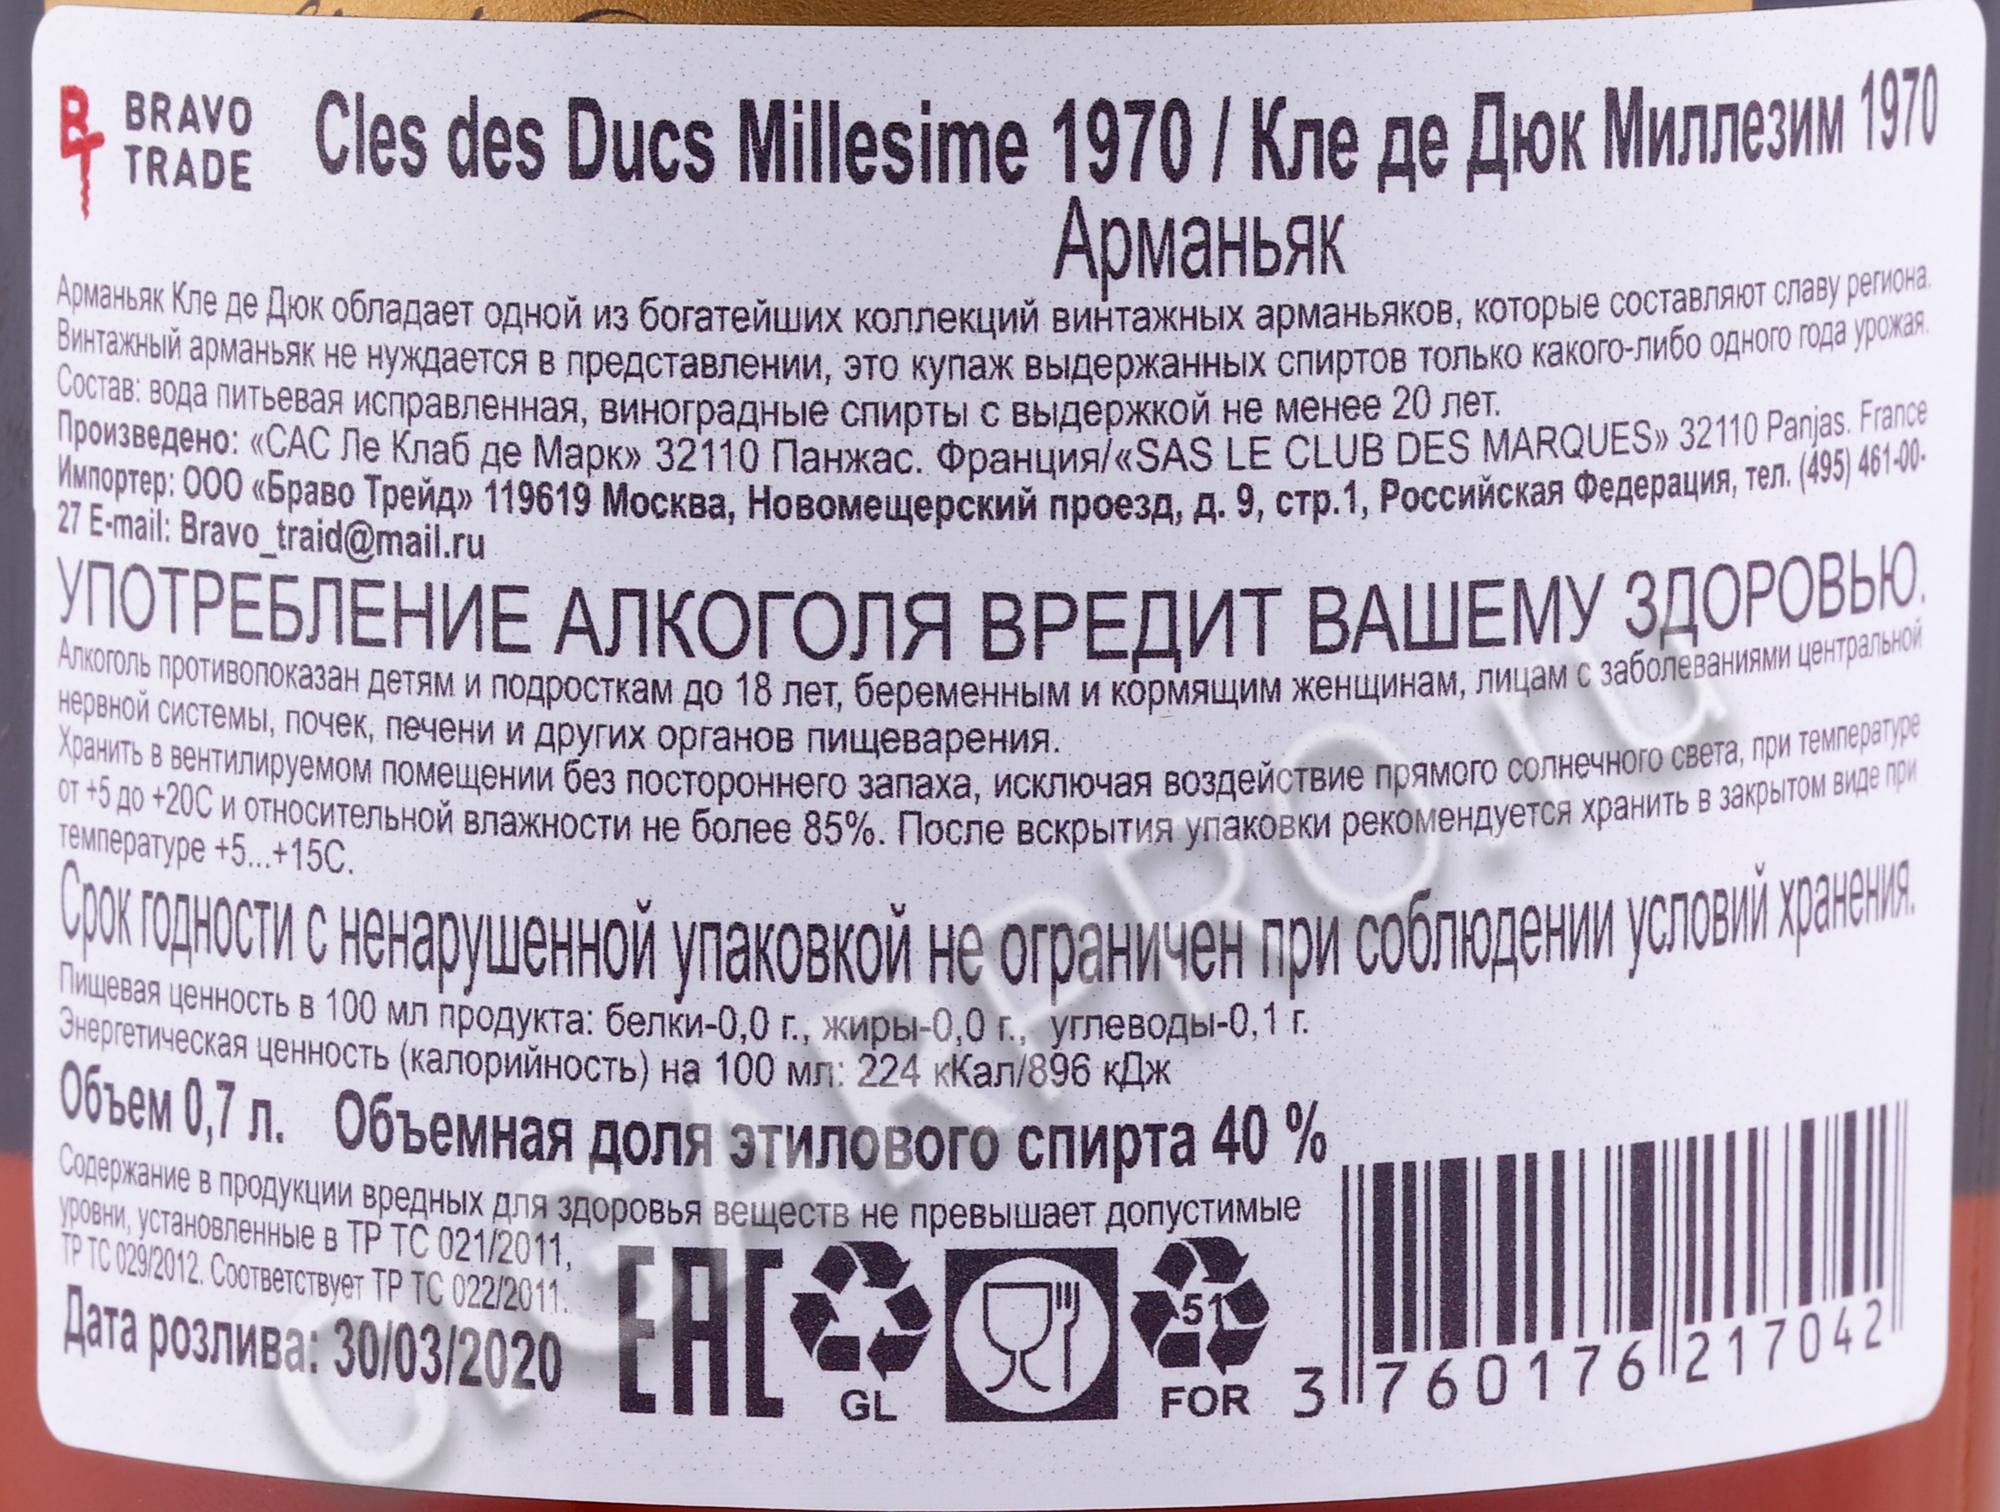 BRAVO
TRADE
Cles des Ducs Millesime 1970 / Кле де Дюк Миллезим 1970
Арманьяк
Арманьяк Кле де Дюк обладает одной из богатейших коллекций винтажных арманьяков, которые составляют славу региона.
Винтажный арманьяк не нуждается в представлении, это купаж выдержанных спиртов только какого-либо одного года урожая.
Состав: вода питьевая исправленная, виноградные спирты с выдержкой не менее 20 лет.
Произведено: «САС Ле Клаб де Марк» 32110 Панжас. Франция/«SAS LE CLUB DES MARQUES» 32110 Panjas. France
Импортер: ООО «Браво Трейд» 119619 Москва, Новомещерский проезд, д. 9, стр.1, Российская Федерация, тел. (495) 461-00-
27 E-mail: Bravo_traid@mail.ru
УПОТРЕБЛЕНИЕ АЛКОГОЛЯ ВРЕДИТ ВАШЕМУ ЗДОРОВЬЮ.
Алкоголь противопоказан детям и подросткам до 18 лет, беременным и кормящим женщинам, лицам с заболеваниями центральной
нервной системы, почек, печени и других органов пищеварения.
Хранить в вентилируемом помещении без постороннего запаха, исключая воздействие прямого солнечного света, при температуре
от +5 до +20С и относительной влажности не более 85%. После вскрытия упаковки рекомендуется хранить в закрытом виде при
температуре +5...+15С.
Срок годности с ненарушенной упаковкой не ограничен при соблюдении условий хранения.
Пищевая ценность в 100 мл продукта: белки-0,0 г., жиры-0,0 г., углеводы-0,1 г.
Энергетическая ценность (калорийность) на 100 мл: 224 кКал/896 кДж
Объем 0,7 л. Объемная доля этилового спирта 40 %
Содержание в продукции вредных для здоровья веществ не превышает допустимые
уровни, установленные в ТР ТС 021/2011,
ТР ТС 029/2012. Соответствует ТР ТС 022/2011.
Дата розлива: 30/03/2020
EAC
GL
51
FOR
3 760176 217042
CIGARPRO.ru